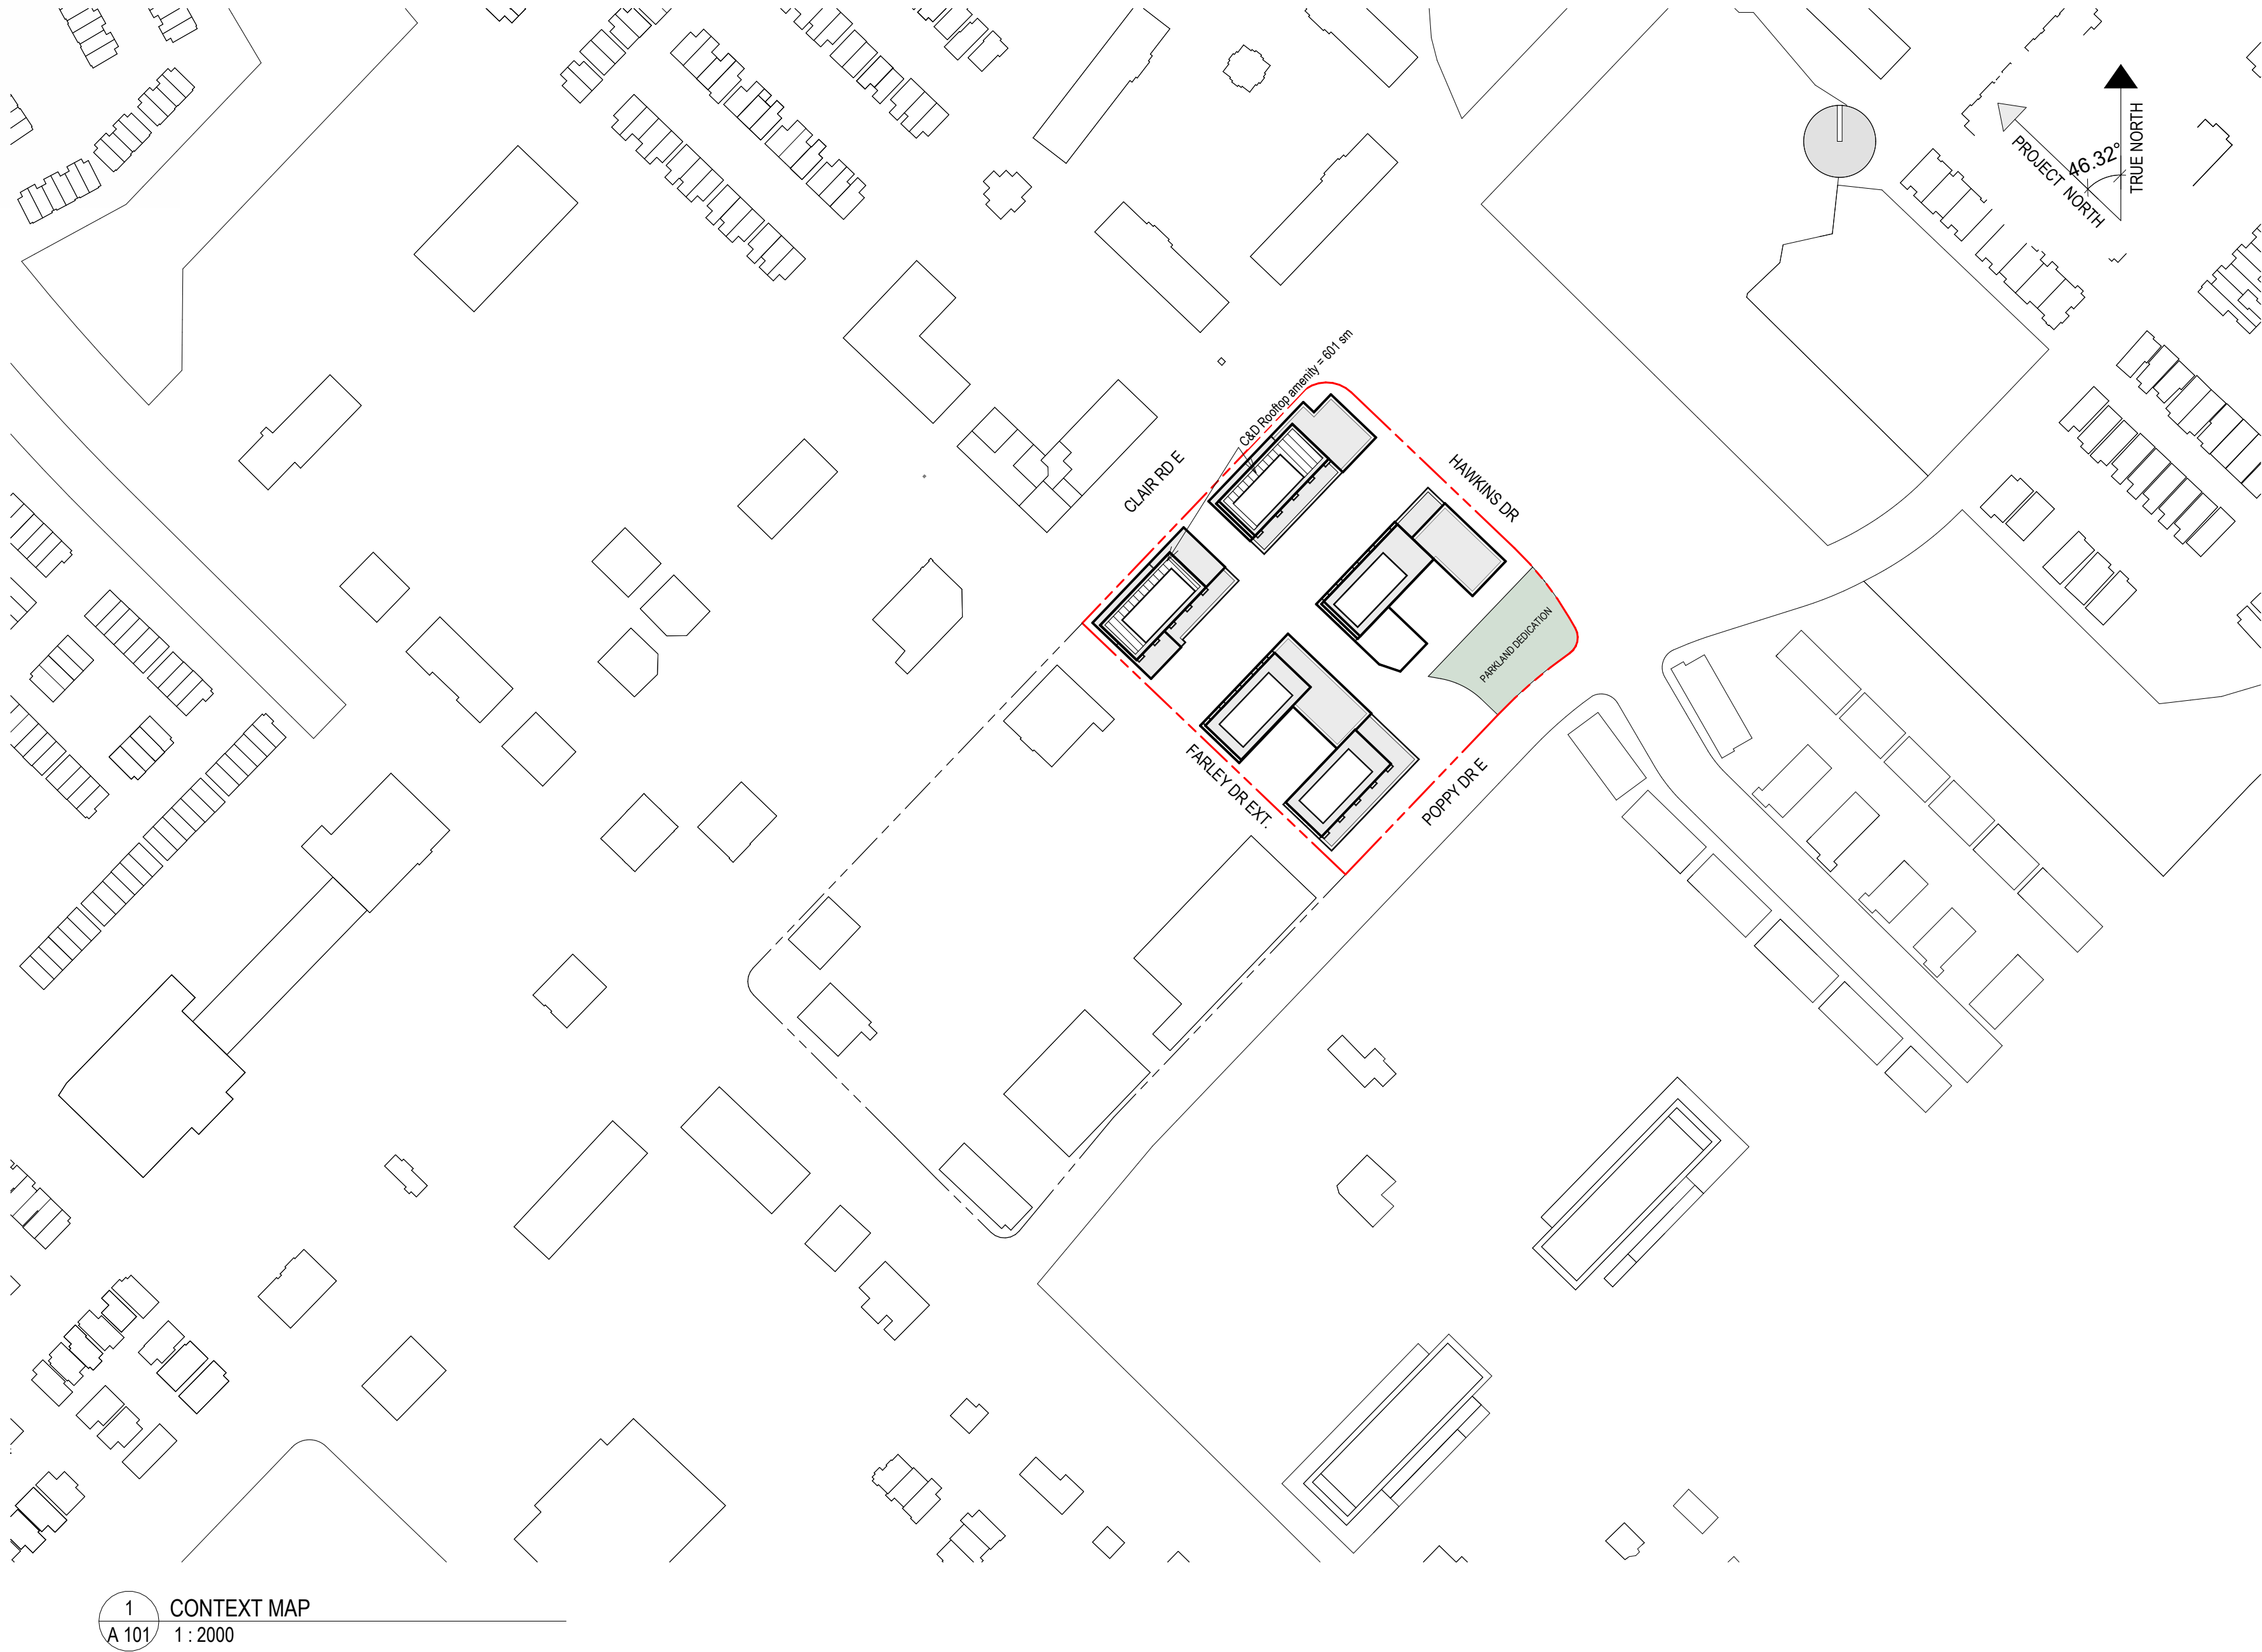 PROJECT NORTH
46.32°
TRUE NORTH
C&D Rooftop amenity = 601 sm
CLAIR RD E
HAWKINS DR
PARKLAND DEDICATION
FARLEY DR EXT.
POPPY DR E
1
A 101
CONTEXT MAP
1 : 2000